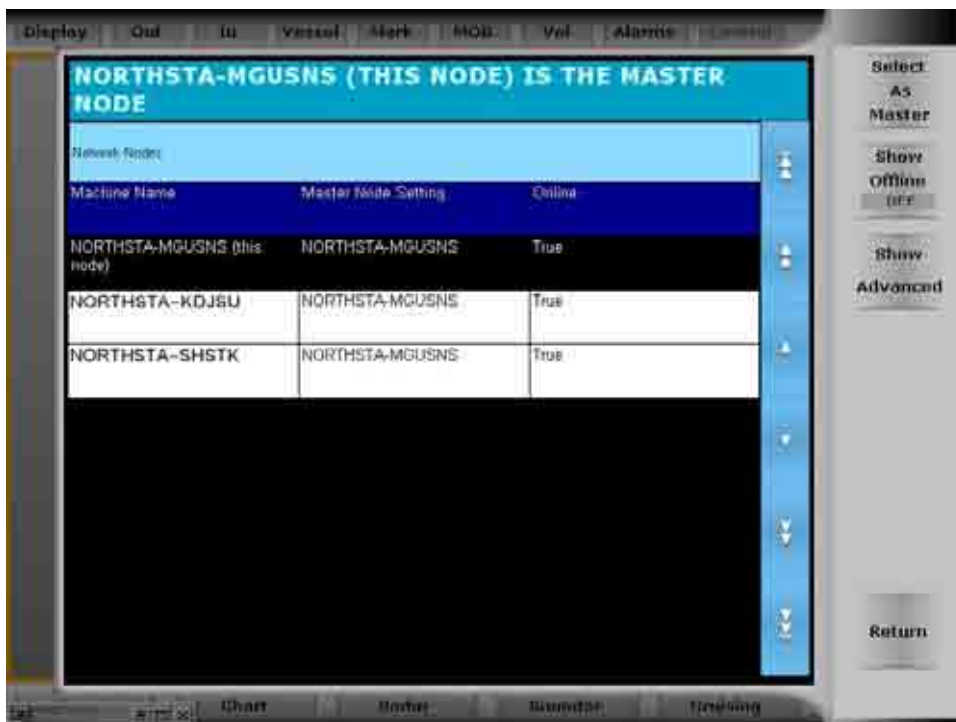 Display Out In Vessel Mark MOB Vol Alarms
NORTHSTA-MGUSNS (THIS NODE) IS THE MASTER
NODE
Network Nodes
Machine Name Master Node Setting Online
NORTHSTA-MGUSNS (this
node)
NORTHSTA-MGUSNS True
NORTHSTA-KDJSU NORTHSTA-MGUSNS True
NORTHSTA-SHSTK NORTHSTA-MGUSNS True
Select
As
Master
Show
Offline
OFF
Show
Advanced
Return
Chart Radar Sounder